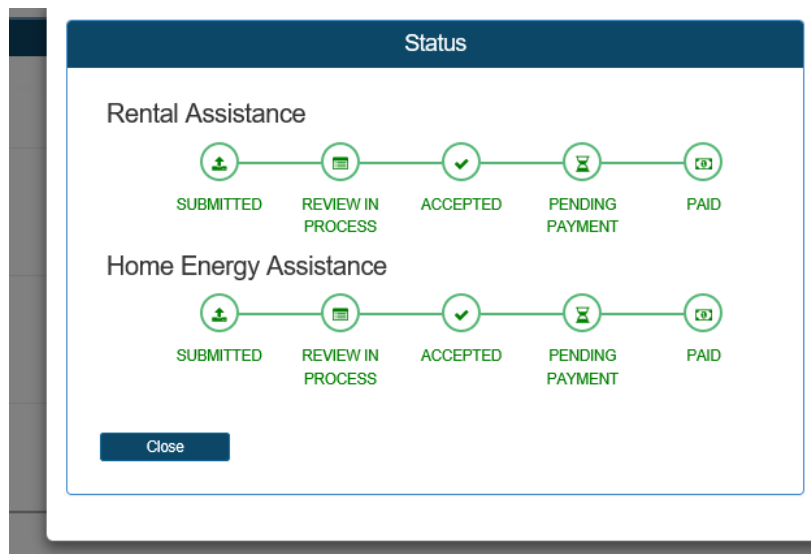 Status
Rental Assistance
SUBMITTED REVIEW IN ACCEPTED PENDING PAID
PROCESS PAYMENT
Home Energy Assistance
SUBMITTED REVIEW IN ACCEPTED PENDING PAID
PROCESS PAYMENT
Close